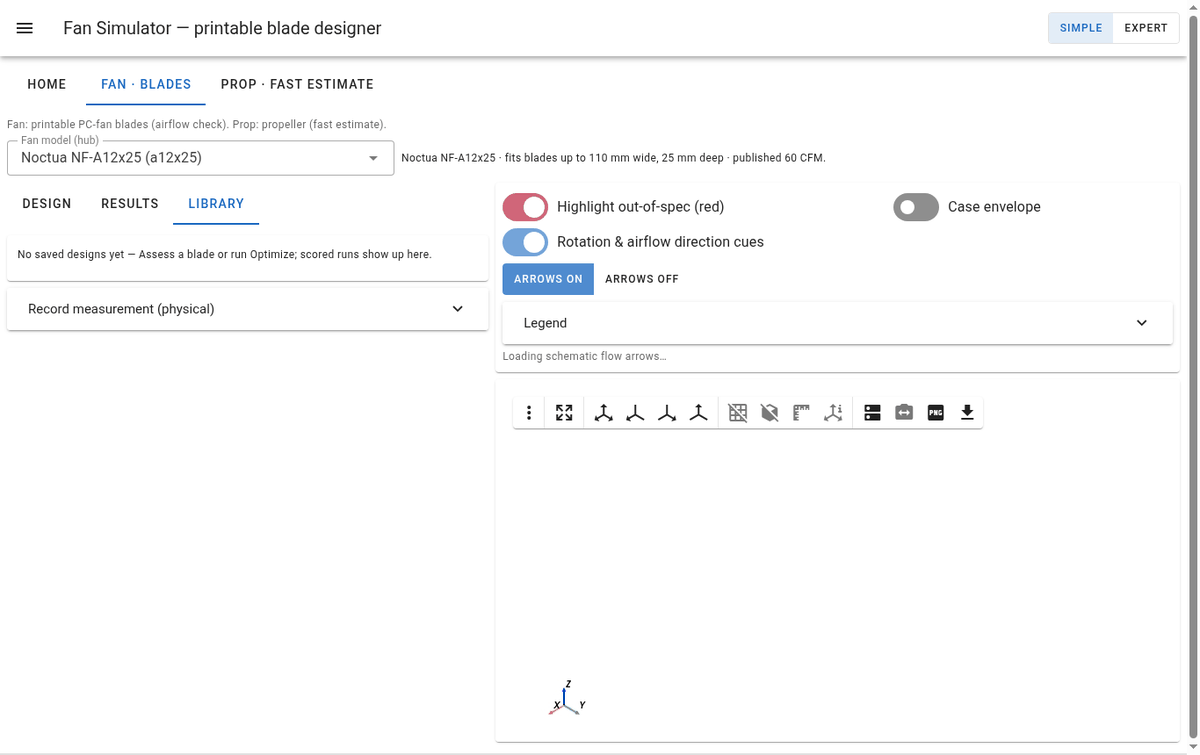 Fan Simulator — printable blade designer
SIMPLE
EXPERT
HOME
FAN · BLADES
PROP · FAST ESTIMATE
Fan: printable PC-fan blades (airflow check). Prop: propeller (fast estimate).
Fan model (hub)
Noctua NF-A12x25 (a12x25)
Noctua NF-A12x25 · fits blades up to 110 mm wide, 25 mm deep · published 60 CFM.
DESIGN
RESULTS
LIBRARY
No saved designs yet — Assess a blade or run Optimize; scored runs show up here.
Record measurement (physical)
Highlight out-of-spec (red)
Case envelope
Rotation & airflow direction cues
ARROWS ON
ARROWS OFF
Legend
Loading schematic flow arrows…
PNG
Z
X
Y